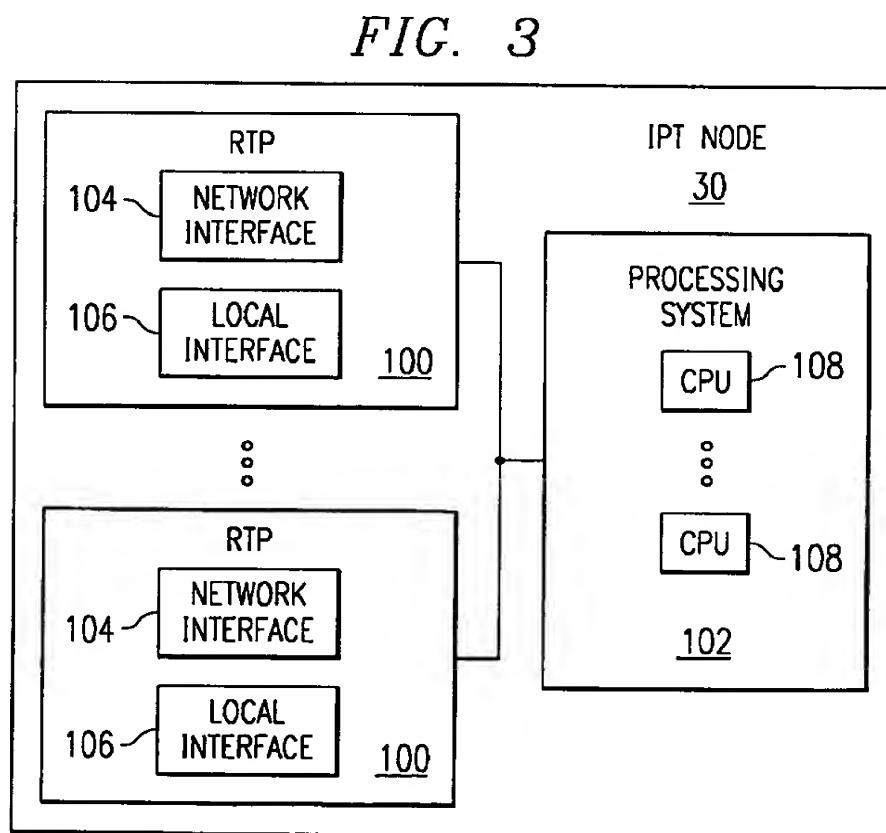 FIG. 3
RTP
104
NETWORK
INTERFACE
106
LOCAL
INTERFACE
100
IPT NODE
30
PROCESSING
SYSTEM
CPU
108
CPU
108
102
RTP
104
NETWORK
INTERFACE
106
LOCAL
INTERFACE
100